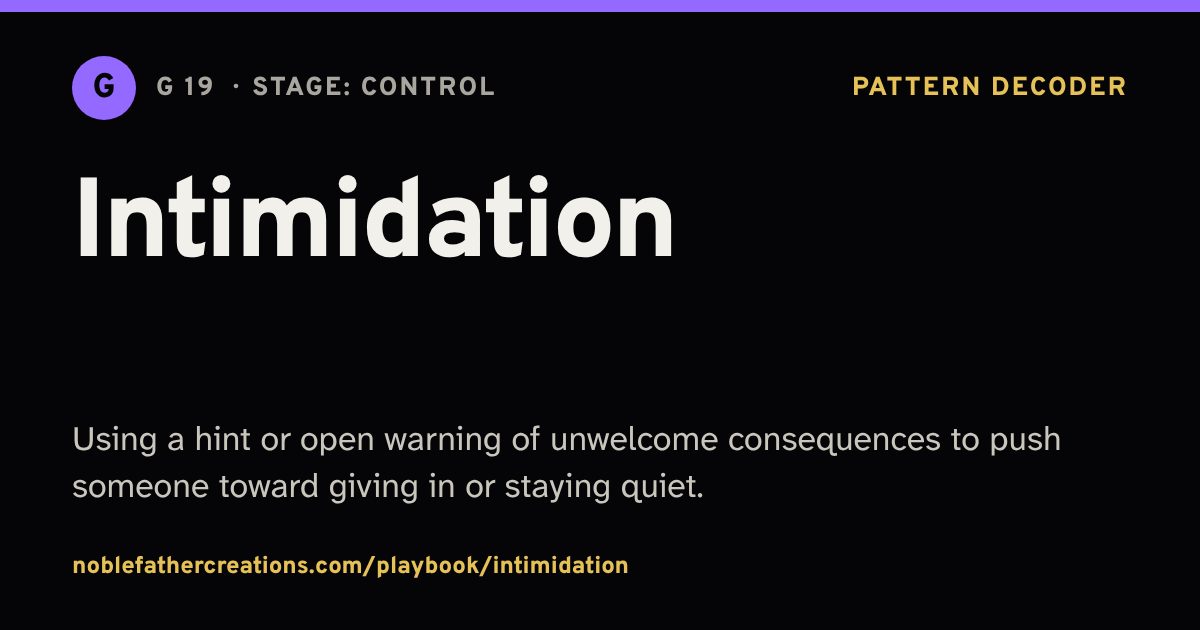 G G 19 · STAGE: CONTROL PATTERN DECODER
Intimidation
Using a hint or open warning of unwelcome consequences to push
someone toward giving in or staying quiet.
noblefathercreations.com/playbook/intimidation